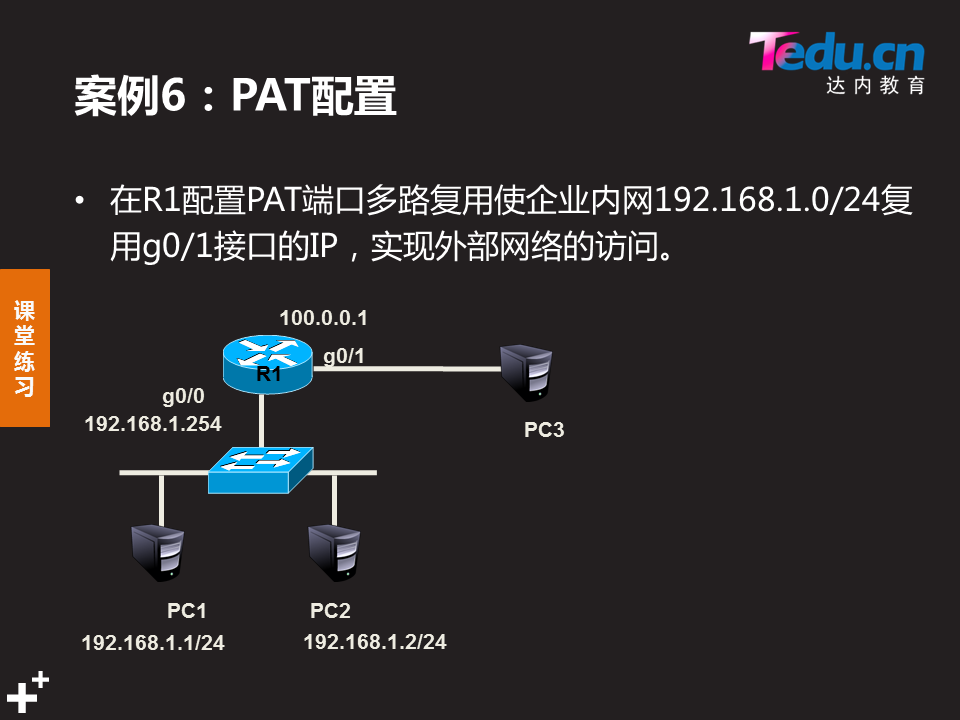 Tedu.cn
达内教育
案例6：PAT配置
• 在R1配置PAT端口多路复用使企业内网192.168.1.0/24复
用g0/1接口的IP，实现外部网络的访问。
课
堂
练
习
100.0.0.1
g0/1
R1
g0/0
192.168.1.254
PC3
PC1
PC2
192.168.1.1/24
192.168.1.2/24